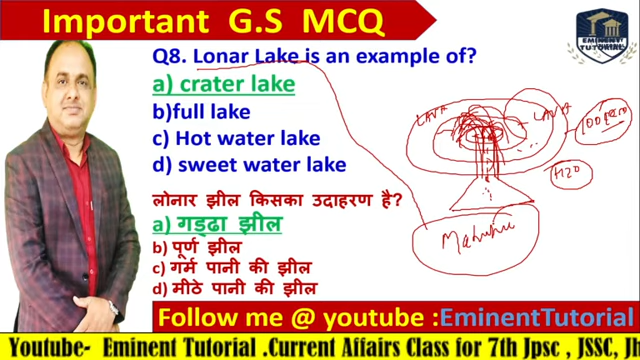 Important G.S MCQ
EMINENT
TUTORIAL
Q8. Lonar Lake is an example of?
a) crater lake
b)full lake
c) Hot water lake
d) sweet water lake
LAVA
LAVA
H2O
लोनार झील किसका उदाहरण है?
a) गड्ढा झील
b) पूर्ण झील
c) गर्म पानी की झील
d) मीठे पानी की झील
Follow me @ youtube :EminentTutorial
Youtube- Eminent Tutorial .Current Affairs Class for 7th Jpsc , JSSC, Jh